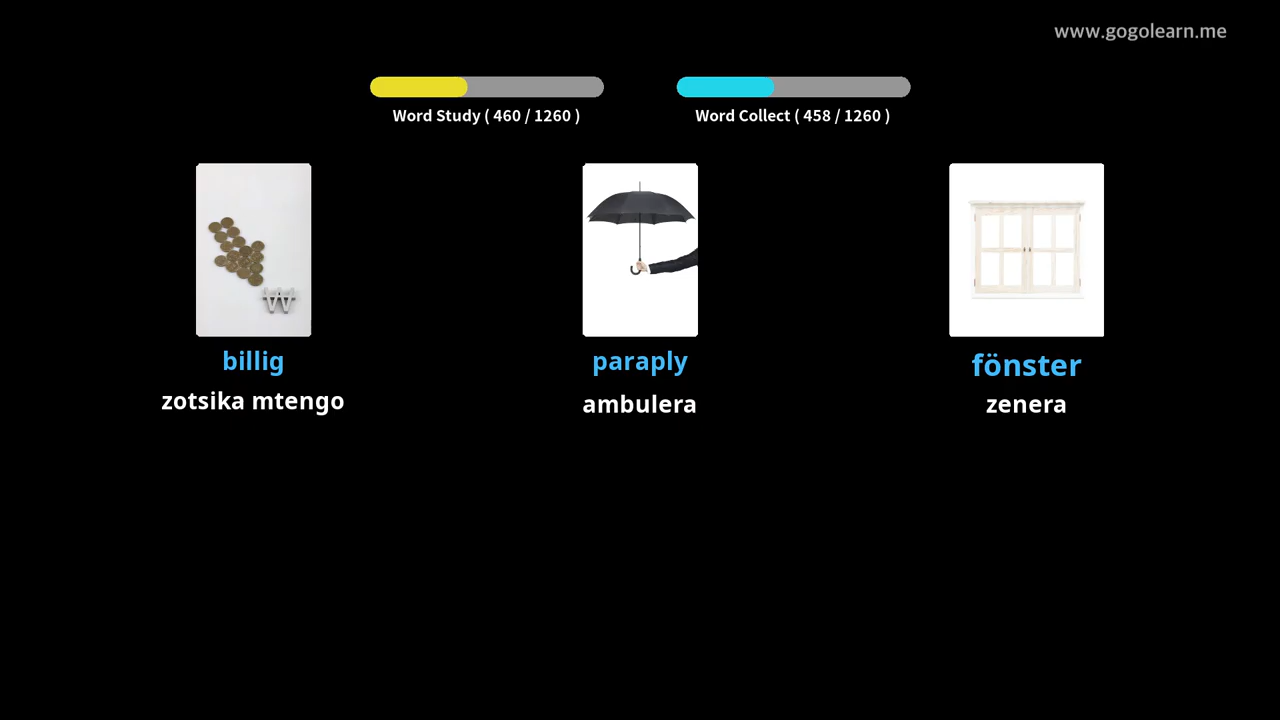 www.gogolearn.me
Word Study ( 460 / 1260 )
Word Collect ( 458 / 1260 )
billig
zotsika mtengo
paraply
ambulera
fönster
zenera